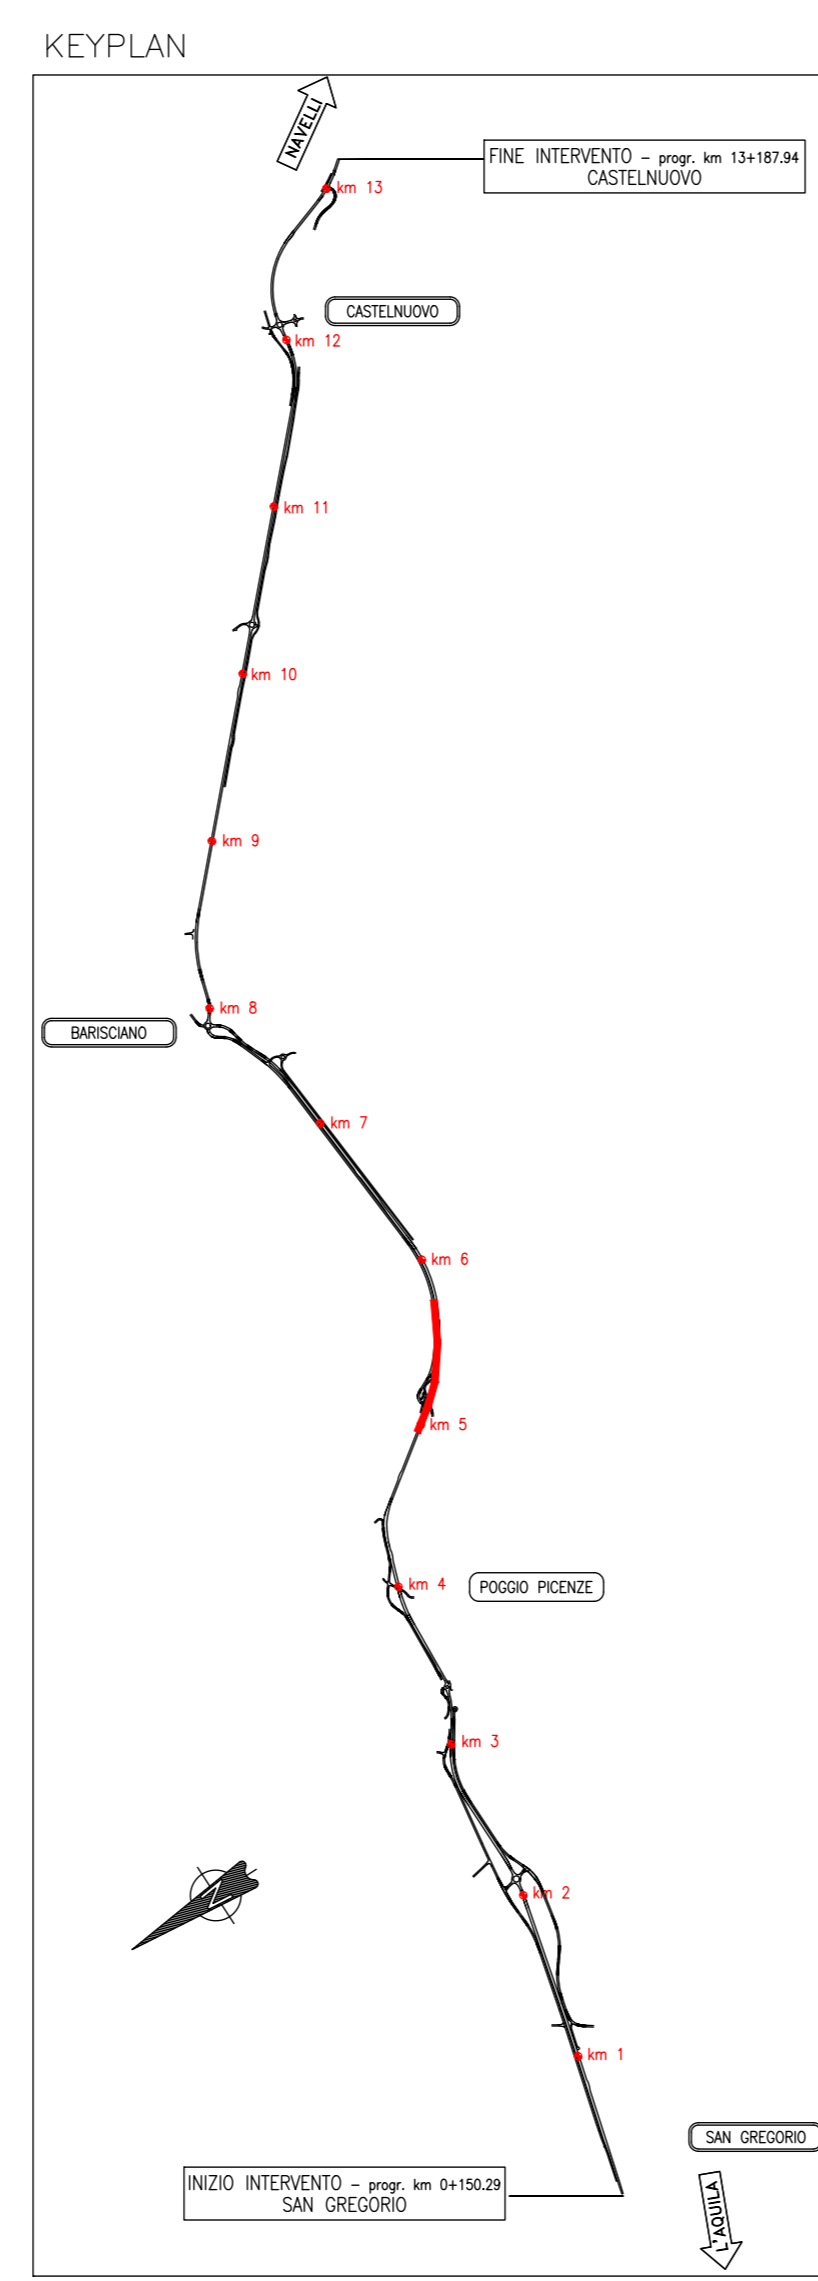 KEYPLAN
NAVELLI
FINE INTERVENTO – progr. km 13+187.94
CASTELNUOVO
km 13
CASTELNUOVO
km 12
km 11
km 10
km 9
km 8
BARISCIANO
km 7
km 6
km 5
km 4
POGGIO PICENZE
km 3
N
km 2
km 1
SAN GREGORIO
INIZIO INTERVENTO – progr. km 0+150.29
SAN GREGORIO
L'AQUILA